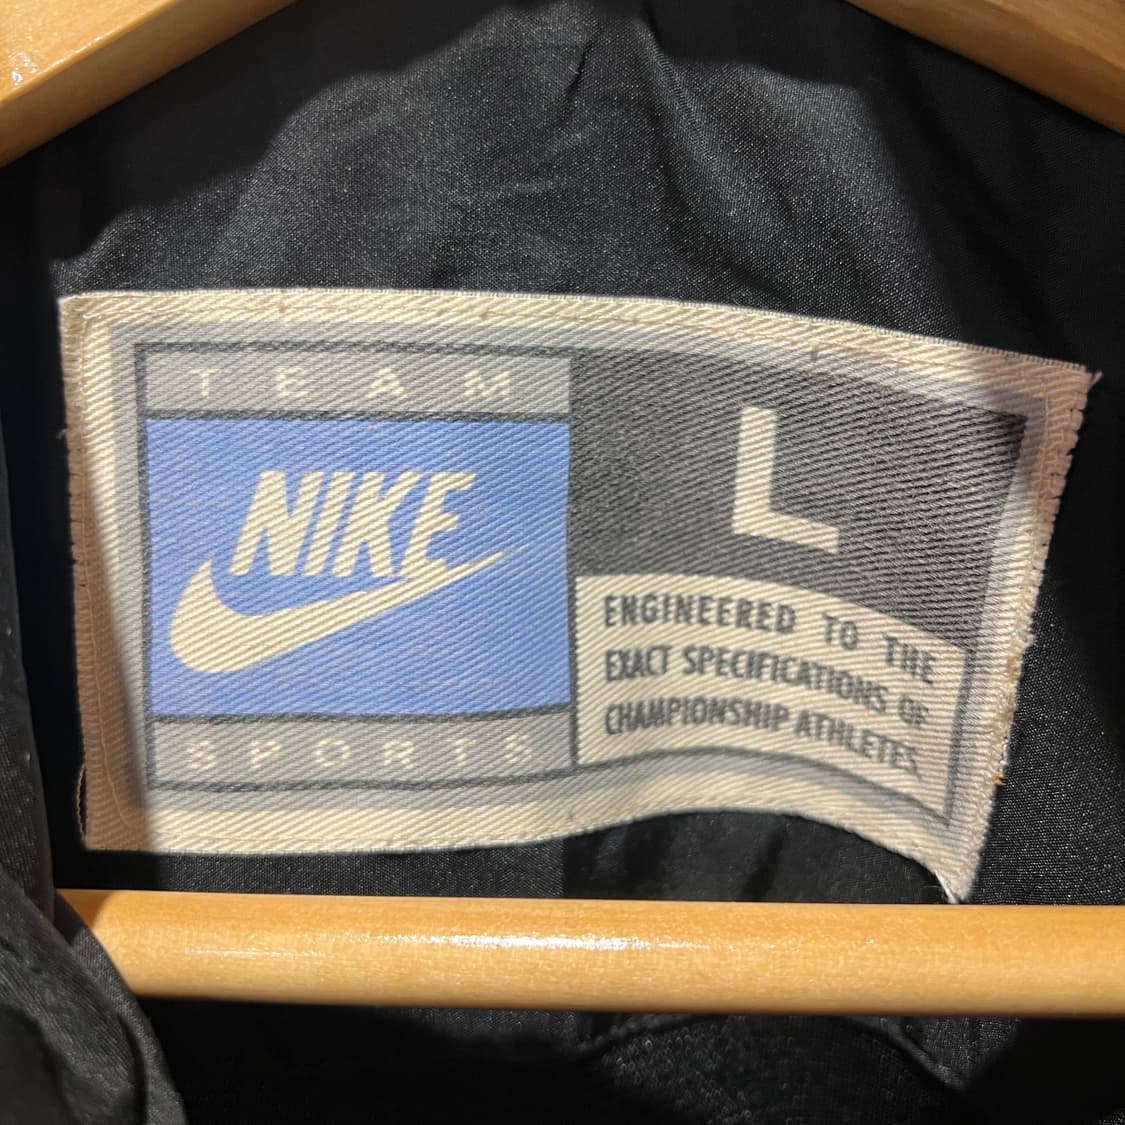 TEAM
NIKE
SPORTS
L
ENGINEERED TO THE
EXACT SPECIFICATIONS OF
CHAMPIONSHIP ATHLETES.